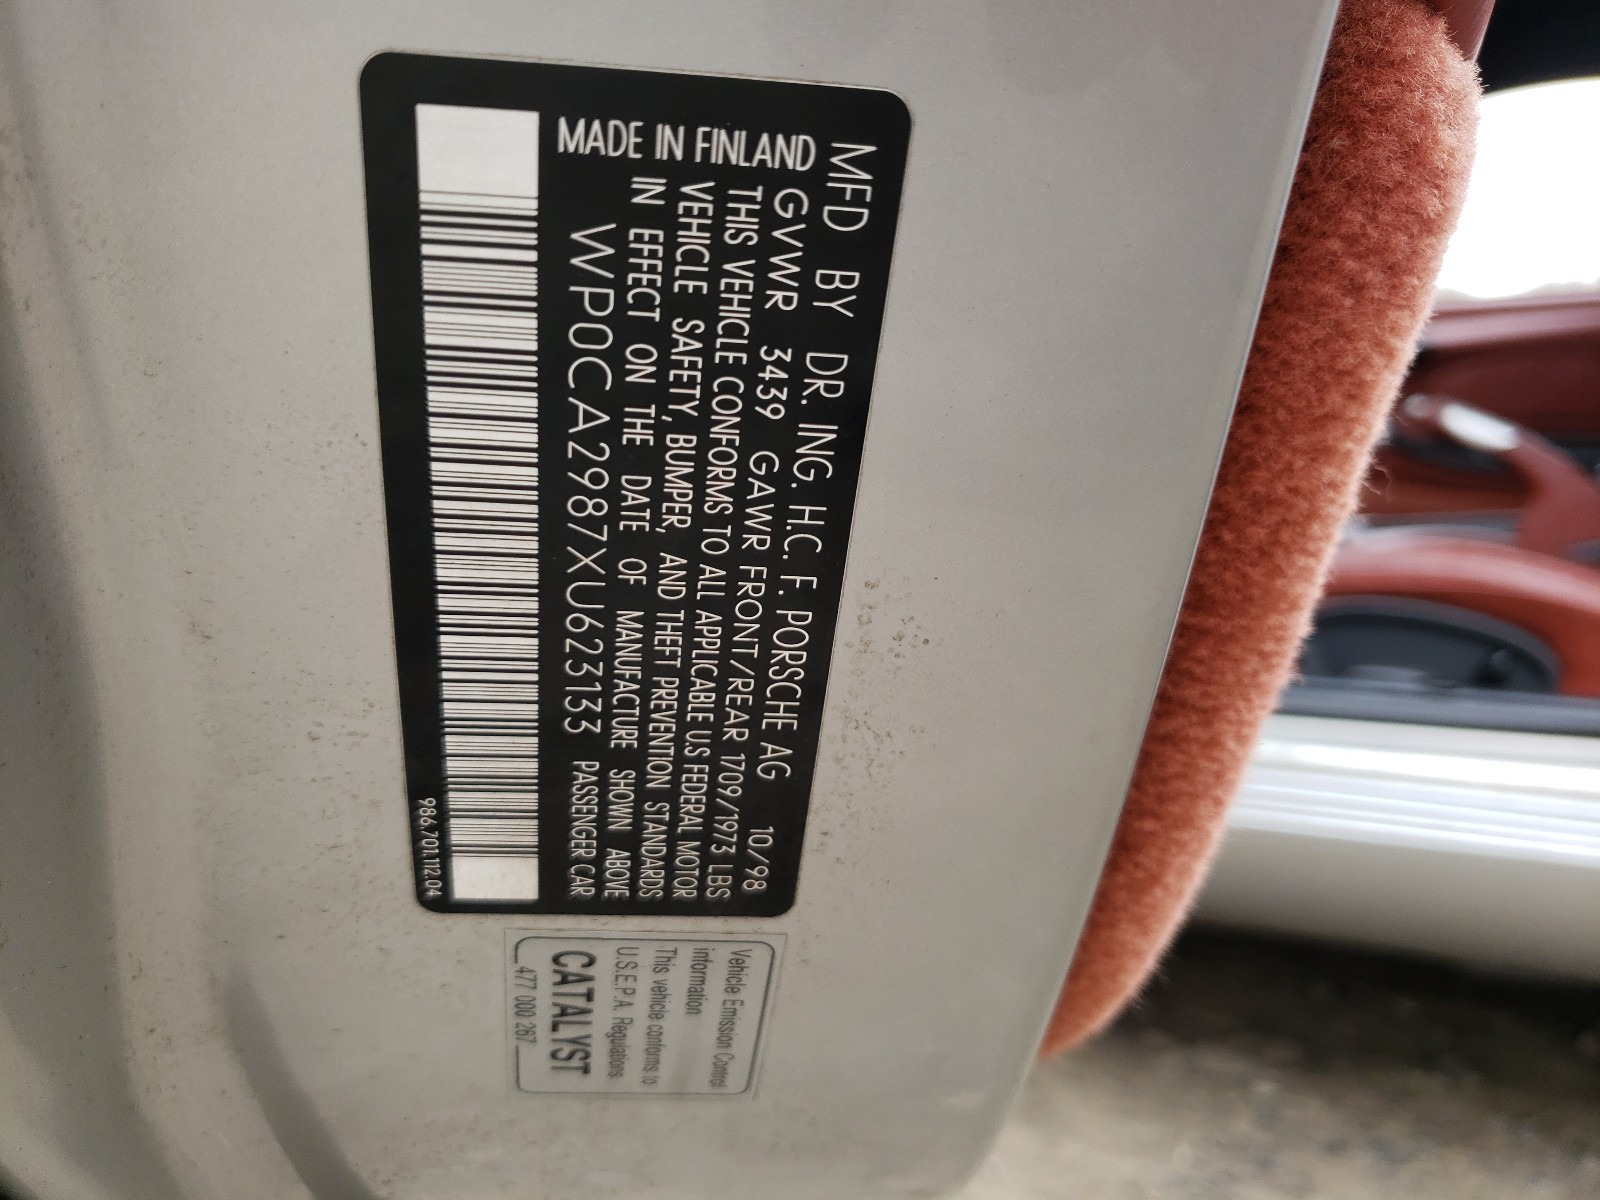 MFD BY DR. ING. H.C. F. PORSCHE AG 10/98
GVWR 3439 GAWR FRONT/REAR 1709/1973 LBS
THIS VEHICLE CONFORMS TO ALL APPLICABLE U.S FEDERAL MOTOR
VEHICLE SAFETY, BUMPER, AND THEFT PREVENTION STANDARDS
IN EFFECT ON THE DATE OF MANUFACTURE SHOWN ABOVE
WP0CA2987XU623133 PASSENGER CAR
MADE IN FINLAND
986.701.112.04
Vehicle Emission Control
information
This vehicle conforms to
U.S.E.P.A. Regulations
CATALYST
477 000 267